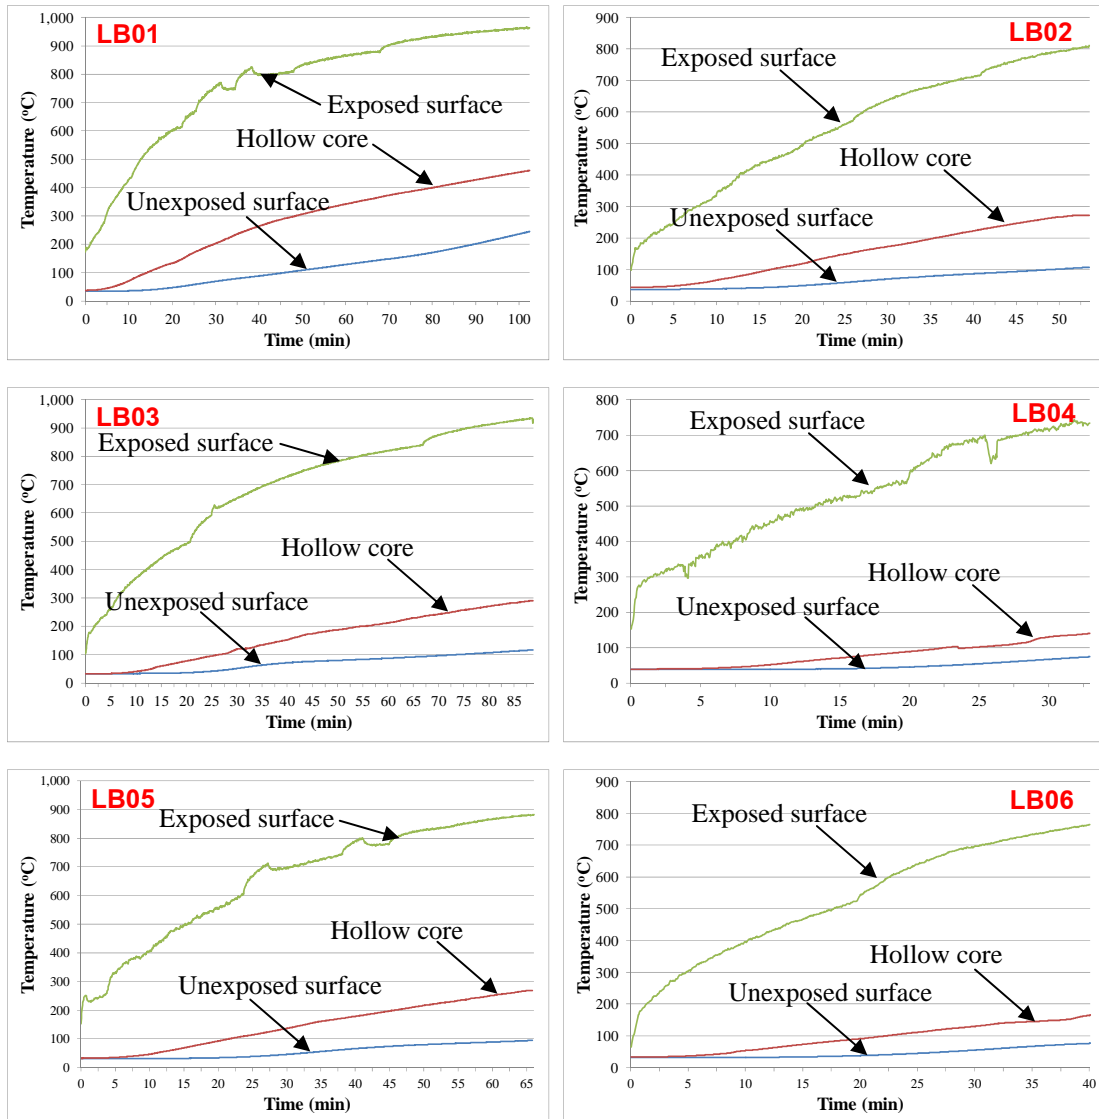 LB01
1,000
900
800
700
600
500
400
300
200
100
0
Temperature (°C)
Exposed surface
Hollow core
Unexposed surface
0 10 20 30 40 50 60 70 80 90 100
Time (min)
LB02
900
800
700
600
500
400
300
200
100
0
Temperature (°C)
Exposed surface
Hollow core
Unexposed surface
0 5 10 15 20 25 30 35 40 45 50
Time (min)
LB03
1,000
900
800
700
600
500
400
300
200
100
0
Temperature (°C)
Exposed surface
Hollow core
Unexposed surface
0 5 10 15 20 25 30 35 40 45 50 55 60 65 70 75 80 85
Time (min)
LB04
800
700
600
500
400
300
200
100
0
Temperature (°C)
Exposed surface
Hollow core
Unexposed surface
0 5 10 15 20 25 30
Time (min)
LB05
1,000
900
800
700
600
500
400
300
200
100
0
Temperature (°C)
Exposed surface
Hollow core
Unexposed surface
0 5 10 15 20 25 30 35 40 45 50 55 60 65
Time (min)
LB06
900
800
700
600
500
400
300
200
100
0
Temperature (°C)
Exposed surface
Hollow core
Unexposed surface
0 5 10 15 20 25 30 35 40
Time (min)